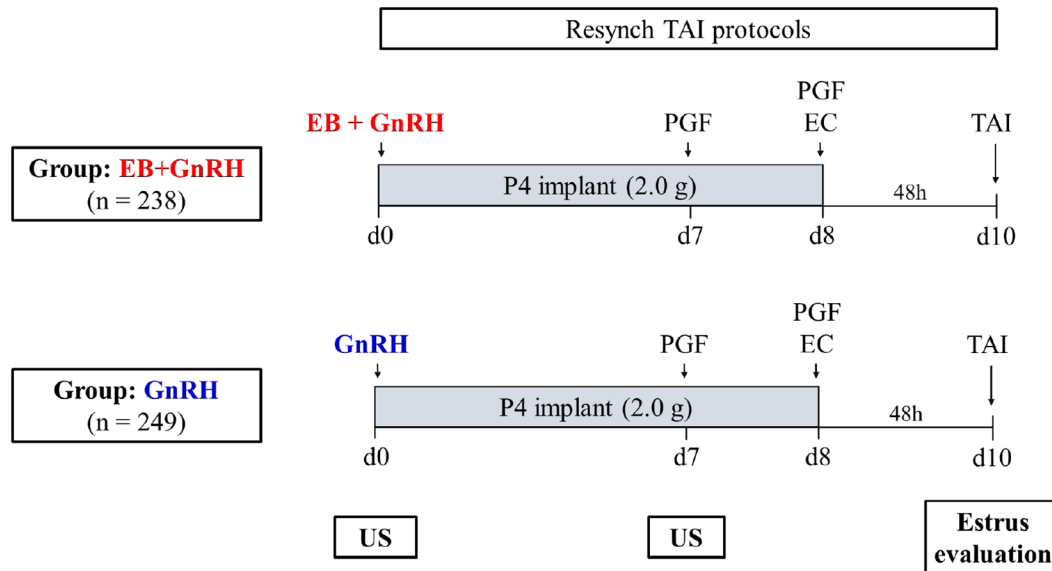 Resynch TAI protocols
PGF
EB + GnRH PGF EC TAI
Group: EB+GnRH
(n = 238)
P4 implant (2.0 g)
48h
d0 d7 d8 d10
PGF
GnRH PGF EC TAI
Group: GnRH
(n = 249)
P4 implant (2.0 g)
48h
d0 d7 d8 d10
US US
Estrus
evaluation